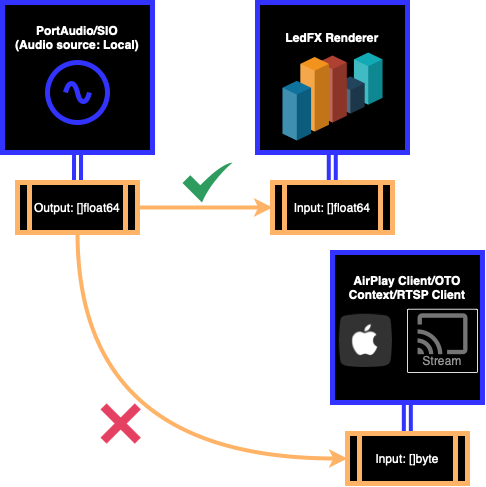 PortAudio/SIO
(Audio source: Local)
LedFX Renderer
Output: []float64
Input: []float64
AirPlay Client/OTO
Context/RTSP Client
Stream
Input: []byte